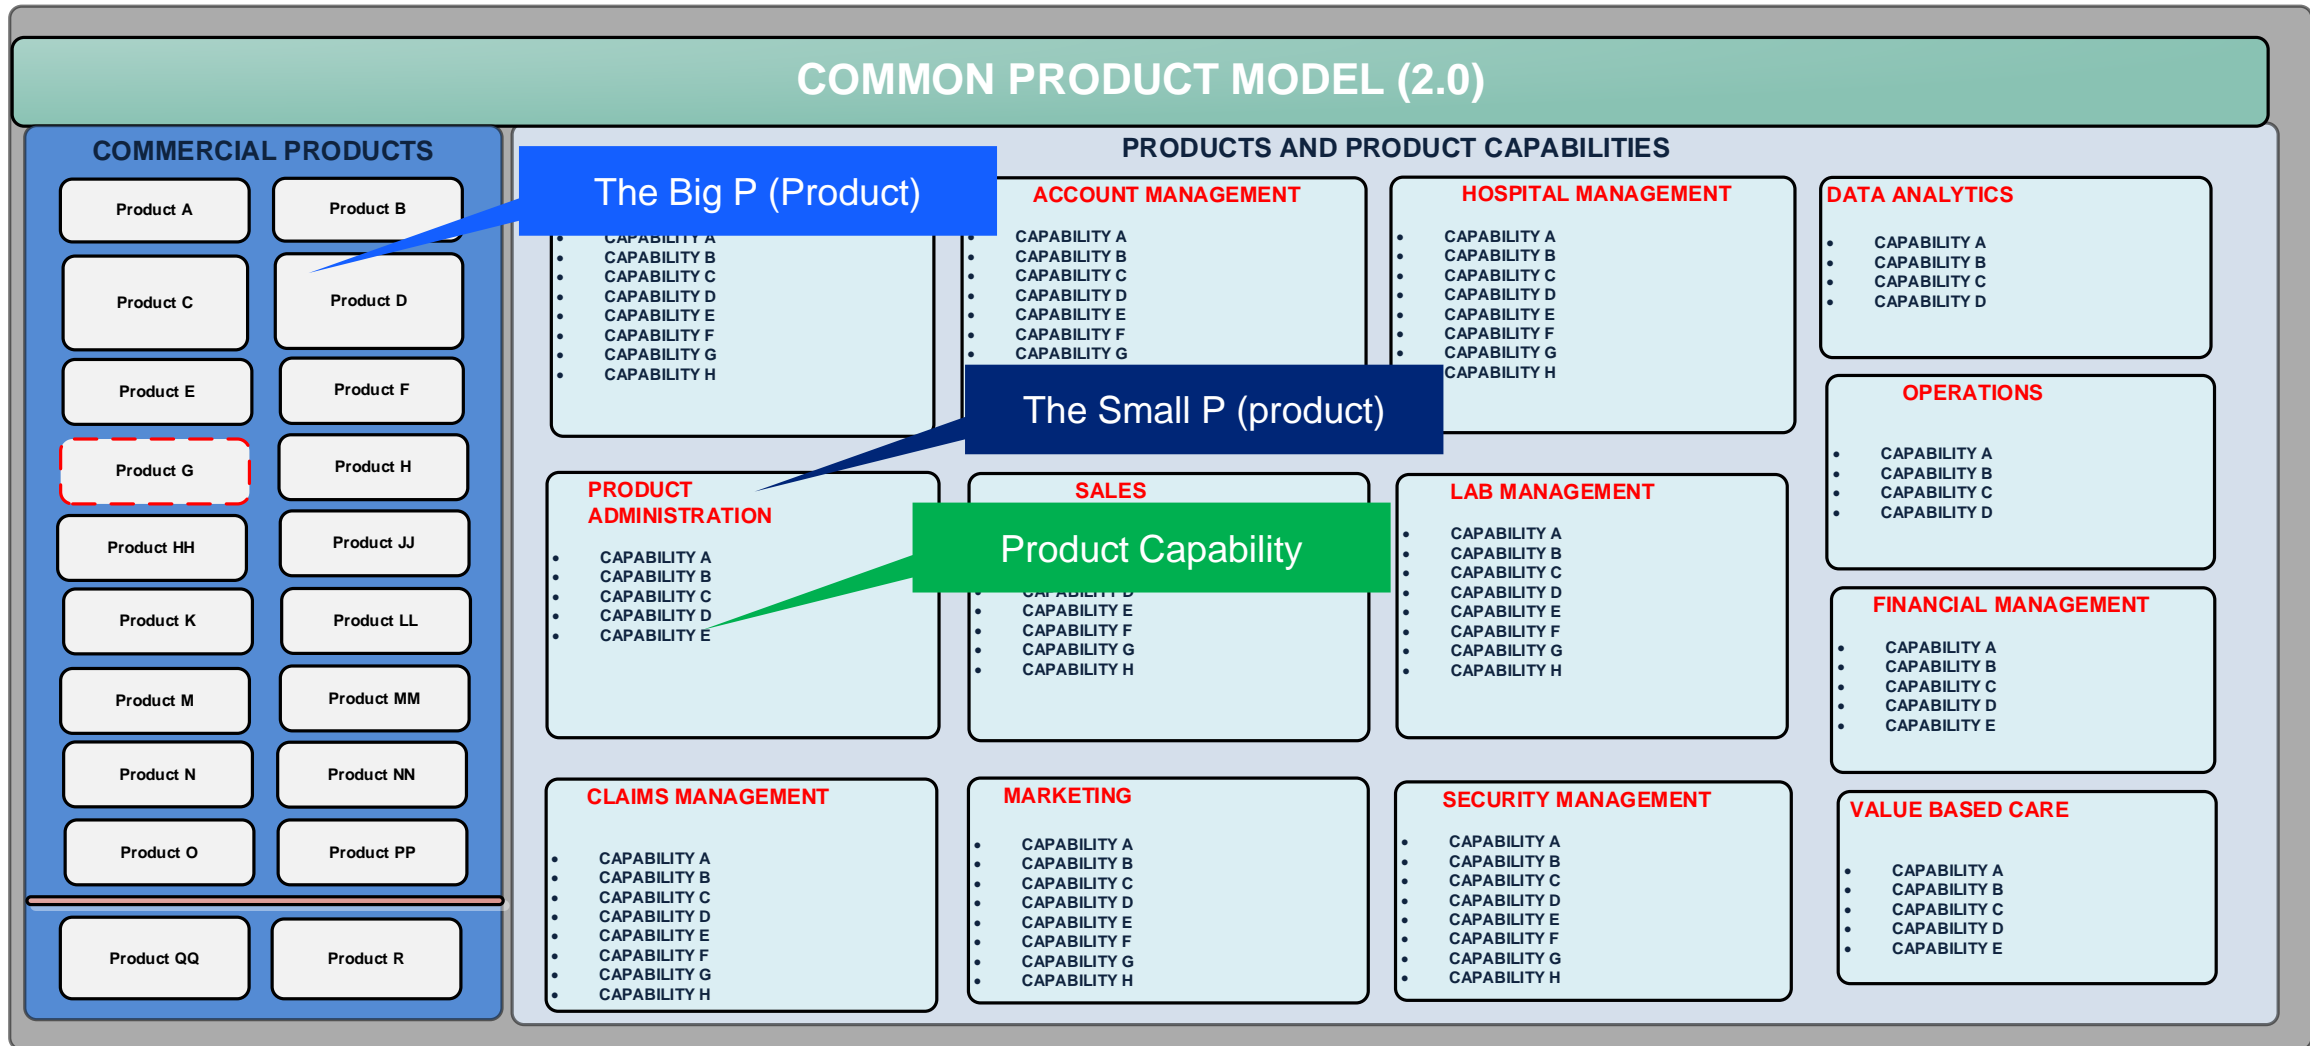 COMMON PRODUCT MODEL (2.0)
COMMERCIAL PRODUCTS
Product A
Product B
Product C
Product D
Product E
Product F
Product G
Product H
Product HH
Product JJ
Product K
Product LL
Product M
Product MM
Product N
Product NN
Product O
Product PP
Product QQ
Product R
PRODUCTS AND PRODUCT CAPABILITIES
The Big P (Product)
• CAPABILITY A
• CAPABILITY B
• CAPABILITY C
• CAPABILITY D
• CAPABILITY E
• CAPABILITY F
• CAPABILITY G
• CAPABILITY H
ACCOUNT MANAGEMENT
• CAPABILITY A
• CAPABILITY B
• CAPABILITY C
• CAPABILITY D
• CAPABILITY E
• CAPABILITY F
• CAPABILITY G
HOSPITAL MANAGEMENT
• CAPABILITY A
• CAPABILITY B
• CAPABILITY C
• CAPABILITY D
• CAPABILITY E
• CAPABILITY F
• CAPABILITY G
CAPABILITY H
DATA ANALYTICS
• CAPABILITY A
• CAPABILITY B
• CAPABILITY C
• CAPABILITY D
The Small P (product)
OPERATIONS
• CAPABILITY A
• CAPABILITY B
• CAPABILITY C
• CAPABILITY D
PRODUCT
ADMINISTRATION
• CAPABILITY A
• CAPABILITY B
• CAPABILITY C
• CAPABILITY D
• CAPABILITY E
SALES
Product Capability
• CAPABILITY D
• CAPABILITY E
• CAPABILITY F
• CAPABILITY G
• CAPABILITY H
LAB MANAGEMENT
• CAPABILITY A
• CAPABILITY B
• CAPABILITY C
• CAPABILITY D
• CAPABILITY E
• CAPABILITY F
• CAPABILITY G
• CAPABILITY H
FINANCIAL MANAGEMENT
• CAPABILITY A
• CAPABILITY B
• CAPABILITY C
• CAPABILITY D
• CAPABILITY E
CLAIMS MANAGEMENT
• CAPABILITY A
• CAPABILITY B
• CAPABILITY C
• CAPABILITY D
• CAPABILITY E
• CAPABILITY F
• CAPABILITY G
• CAPABILITY H
MARKETING
• CAPABILITY A
• CAPABILITY B
• CAPABILITY C
• CAPABILITY D
• CAPABILITY E
• CAPABILITY F
• CAPABILITY G
• CAPABILITY H
SECURITY MANAGEMENT
• CAPABILITY A
• CAPABILITY B
• CAPABILITY C
• CAPABILITY D
• CAPABILITY E
• CAPABILITY F
• CAPABILITY G
• CAPABILITY H
VALUE BASED CARE
• CAPABILITY A
• CAPABILITY B
• CAPABILITY C
• CAPABILITY D
• CAPABILITY E